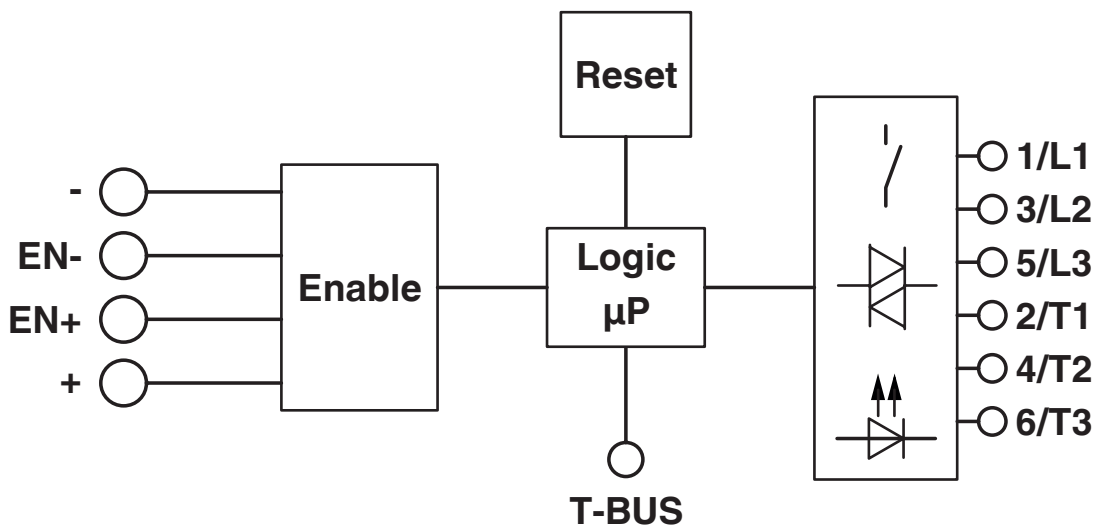 Reset
-
EN-
EN+
+
Enable
Logic
µP
T-BUS
1/L1
3/L2
5/L3
2/T1
4/T2
6/T3